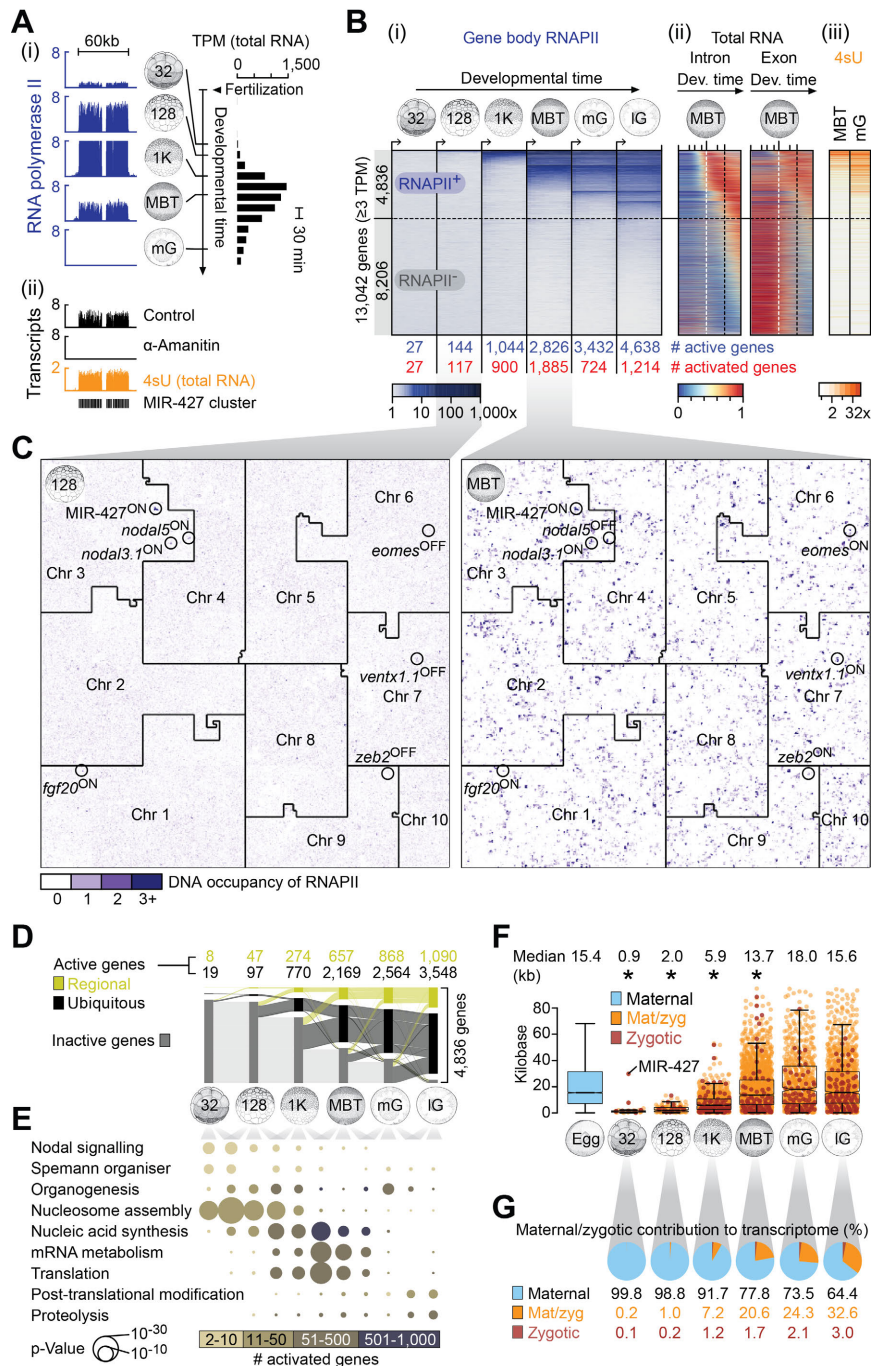 A
(i)
60kb
TPM (total RNA)
0
1,500
8
32
Fertilization
8
128
8
1K
8
MBT
8
mG
RNA polymerase II
Developmental time
30 min
(ii)
8
Control
8
α-Amanitin
2
4sU (total RNA)
MIR-427 cluster
Transcripts
B
(i)
Gene body RNAPII
Developmental time
32 128 1K MBT mG lG
13,042 genes (≥3 TPM)
4,836
8,206
RNAPII+
RNAPII-
27 144 1,044 2,826 3,432 4,638 # active genes
27 117 900 1,885 724 1,214 # activated genes
1 10 100 1,000x
(ii)
Total RNA
Intron Exon
Dev. time Dev. time
MBT MBT
0 1
(iii)
4sU
MBT
mG
2 32x
C
128
MIR-427ON
nodal5ON
nodal3.1ON
Chr 3
Chr 4
Chr 5
Chr 6
eomesOFF
Chr 2
ventx1.1OFF
Chr 7
Chr 8
zeb2OFF
fgf20ON
Chr 1
Chr 9
Chr 10
MBT
MIR-427ON
nodal5OFF
nodal3-1ON
Chr 3
Chr 4
Chr 5
Chr 6
eomesON
Chr 2
ventx1.1ON
Chr 7
Chr 8
zeb2ON
fgf20ON
Chr 1
Chr 9
Chr 10
0 1 2 3+
DNA occupancy of RNAPII
D
Active genes
8 47 274 657 868 1,090
19 97 770 2,169 2,564 3,548
Regional
Ubiquitous
Inactive genes
4,836 genes
32 128 1K MBT mG lG
E
Nodal signalling
Spemann organiser
Organogenesis
Nucleosome assembly
Nucleic acid synthesis
mRNA metabolism
Translation
Post-translational modification
Proteolysis
p-Value
10-30
10-10
2-10 11-50 51-500 501-1,000
# activated genes
F
Median 15.4 0.9 2.0 5.9 13.7 18.0 15.6
(kb) * * * *
Kilobase
80
60
40
20
0
Maternal
Mat/zyg
Zygotic
MIR-427
Egg 32 128 1K MBT mG lG
G
Maternal/zygotic contribution to transcriptome (%)
Maternal 99.8 98.8 91.7 77.8 73.5 64.4
Mat/zyg 0.2 1.0 7.2 20.6 24.3 32.6
Zygotic 0.1 0.2 1.2 1.7 2.1 3.0